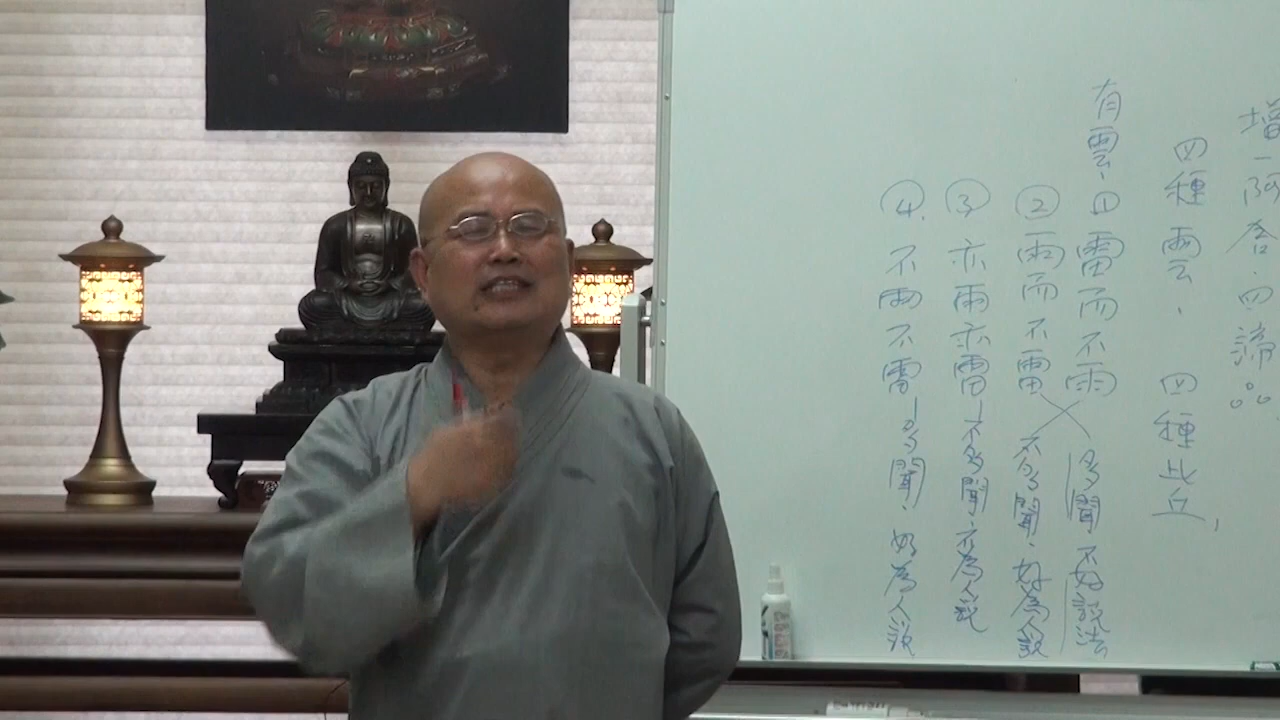 增一阿含.四諦品
四種雲. 四種比丘,
有雲、① 雷而不雨 多聞 不好說法
② 雨而不雷 不多聞.好為人說
③ 亦雨亦雷－不多聞.不為人說
④. 不雨不雷－多聞.好為人說